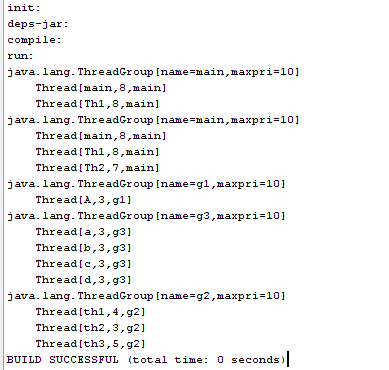 init:
deps-jar:
compile:
run:
java.lang.ThreadGroup[name=main,maxpri=10]
    Thread[main,8,main]
    Thread[Th1,8,main]
java.lang.ThreadGroup[name=main,maxpri=10]
    Thread[main,8,main]
    Thread[Th1,8,main]
    Thread[Th2,7,main]
java.lang.ThreadGroup[name=g1,maxpri=10]
    Thread[A,3,g1]
java.lang.ThreadGroup[name=g3,maxpri=10]
    Thread[a,3,g3]
    Thread[b,3,g3]
    Thread[c,3,g3]
    Thread[d,3,g3]
java.lang.ThreadGroup[name=g2,maxpri=10]
    Thread[th1,4,g2]
    Thread[th2,3,g2]
    Thread[th3,5,g2]
BUILD SUCCESSFUL (total time: 0 seconds)